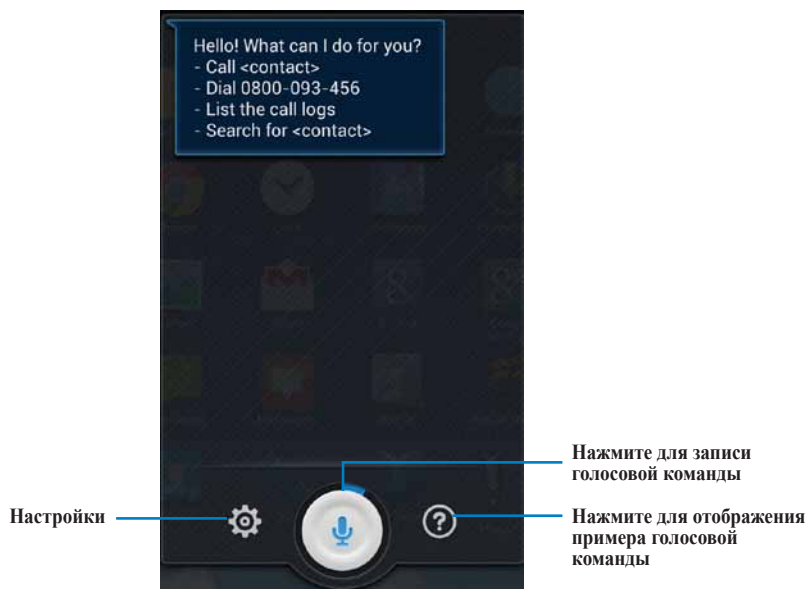 Hello! What can I do for you?
- Call <contact>
- Dial 0800-093-456
- List the call logs
- Search for <contact>
Нажмите для записи
голосовой команды
Настройки
Нажмите для отображения
примера голосовой
команды